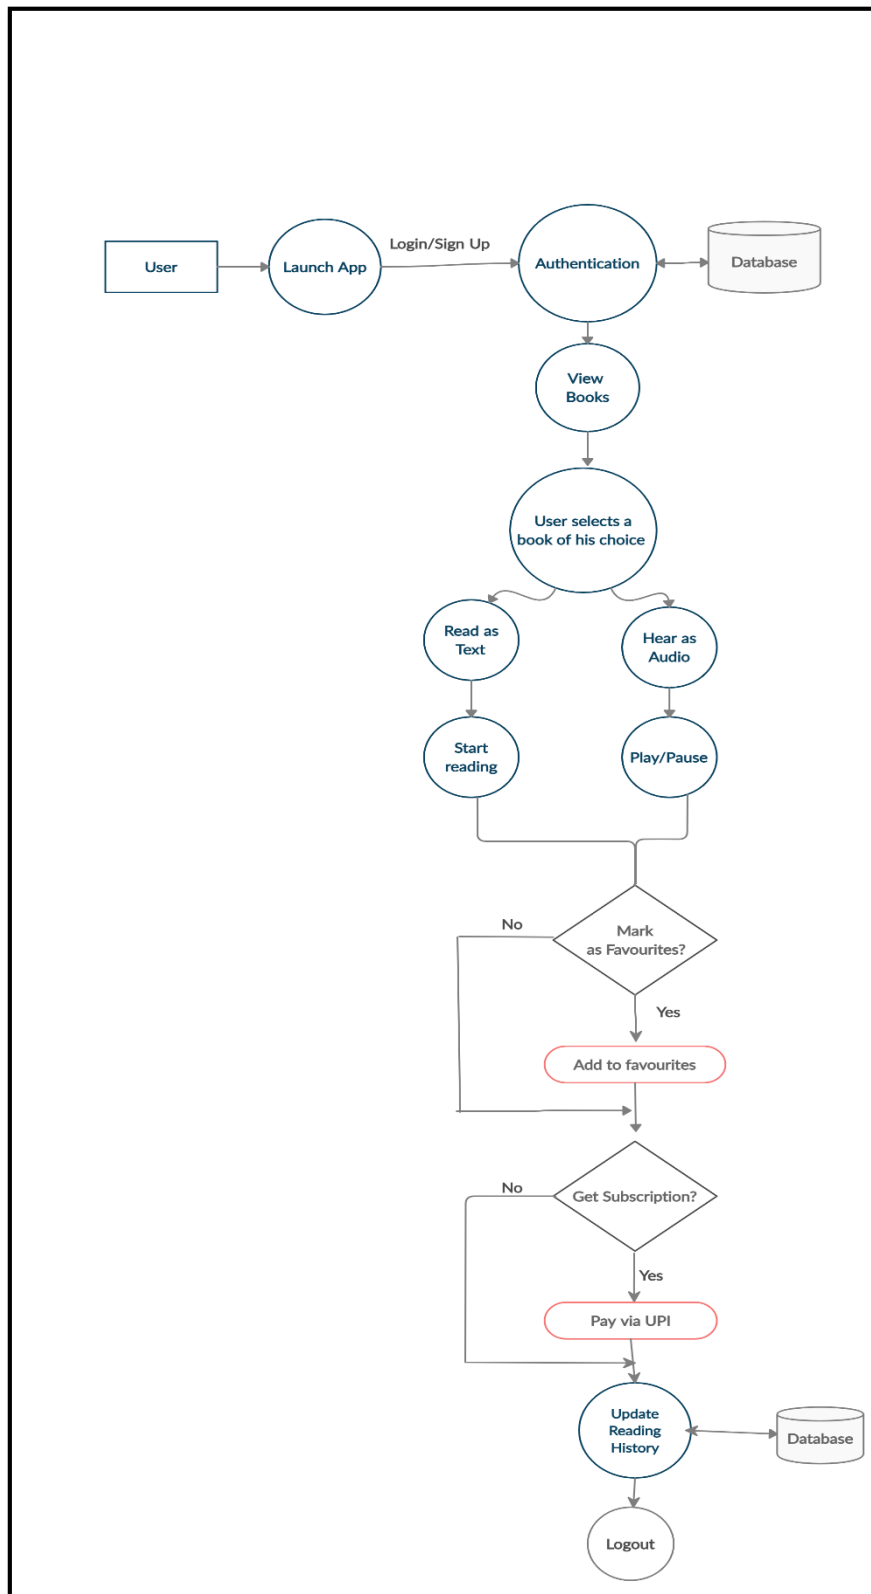 Login/Sign Up
User
Launch App
Authentication
Database
View
Books
User selects a
book of his choice
Read as
Text
Hear as
Audio
Start
reading
Play/Pause
No
Mark
as Favourites?
Yes
Add to favourites
No
Get Subscription?
Yes
Pay via UPI
Update
Reading
History
Database
Logout